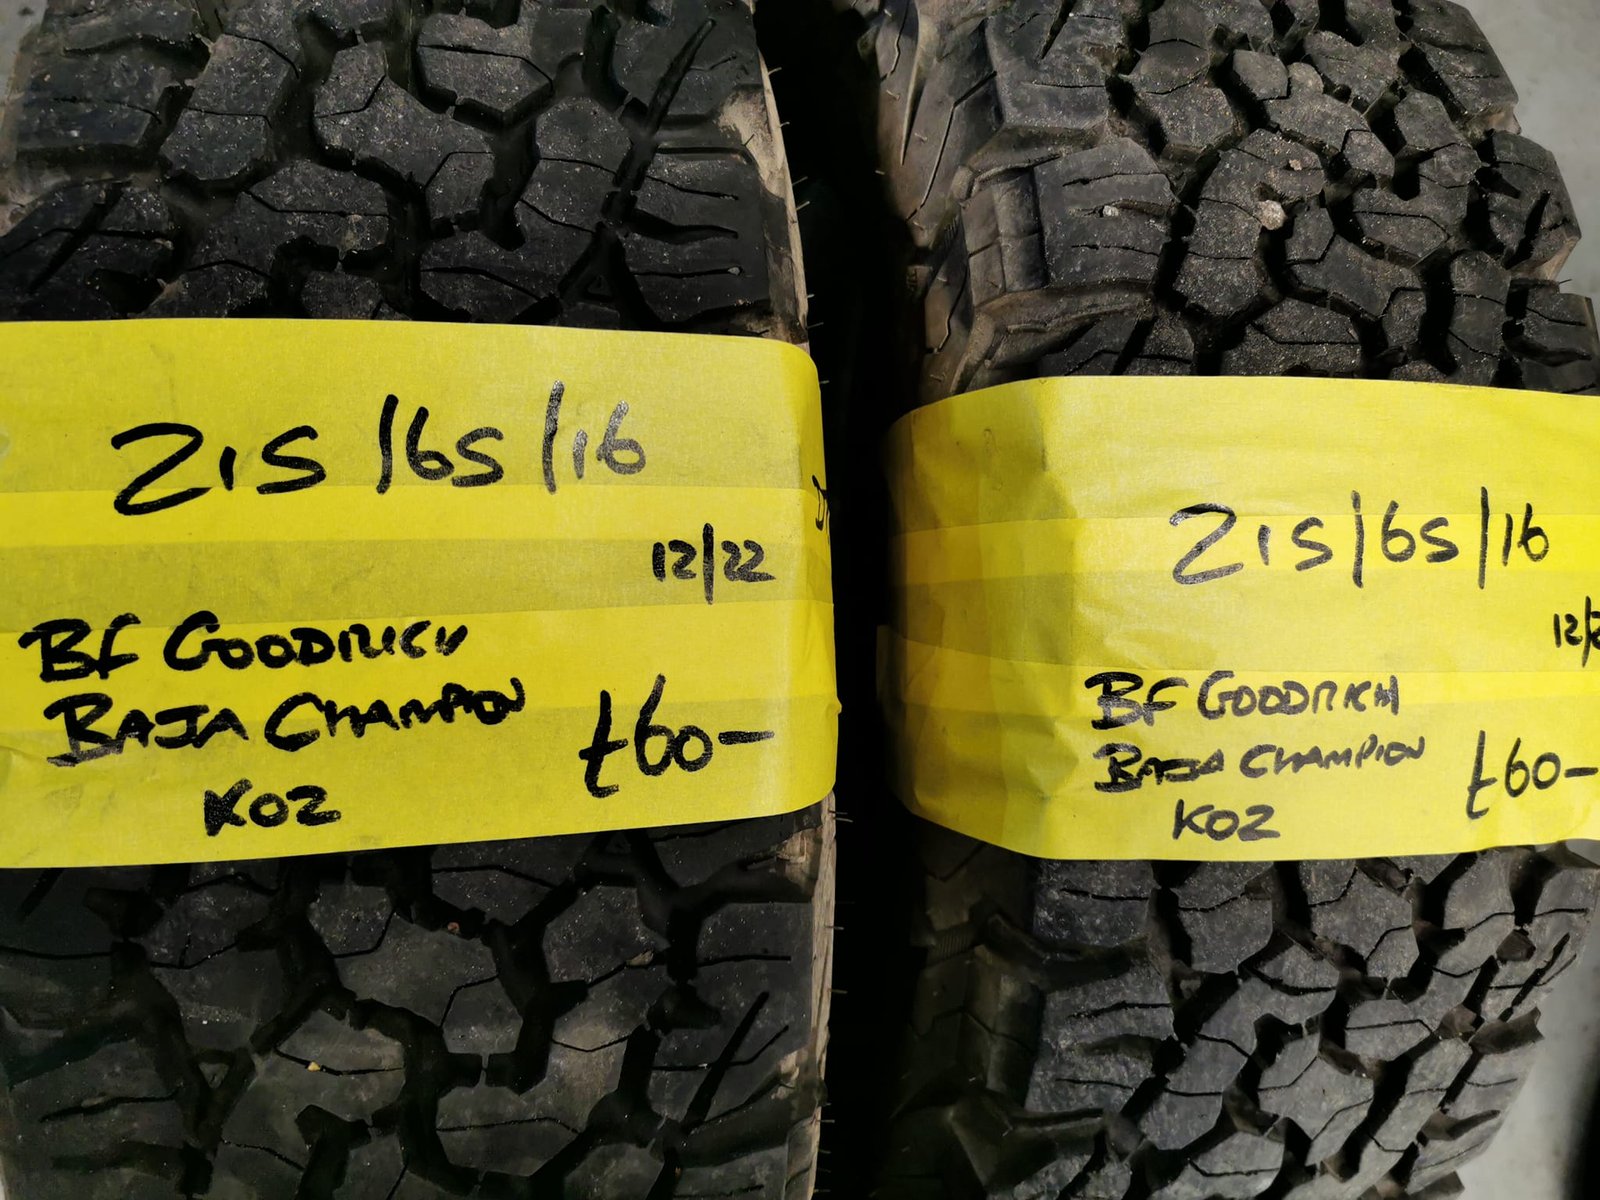 215/65/16
12/22
BF GOODRICH
BAJA CHAMPION
£60-
KO2
215/65/16
BF GOODRICH
BAJA CHAMPION
£60-
KO2